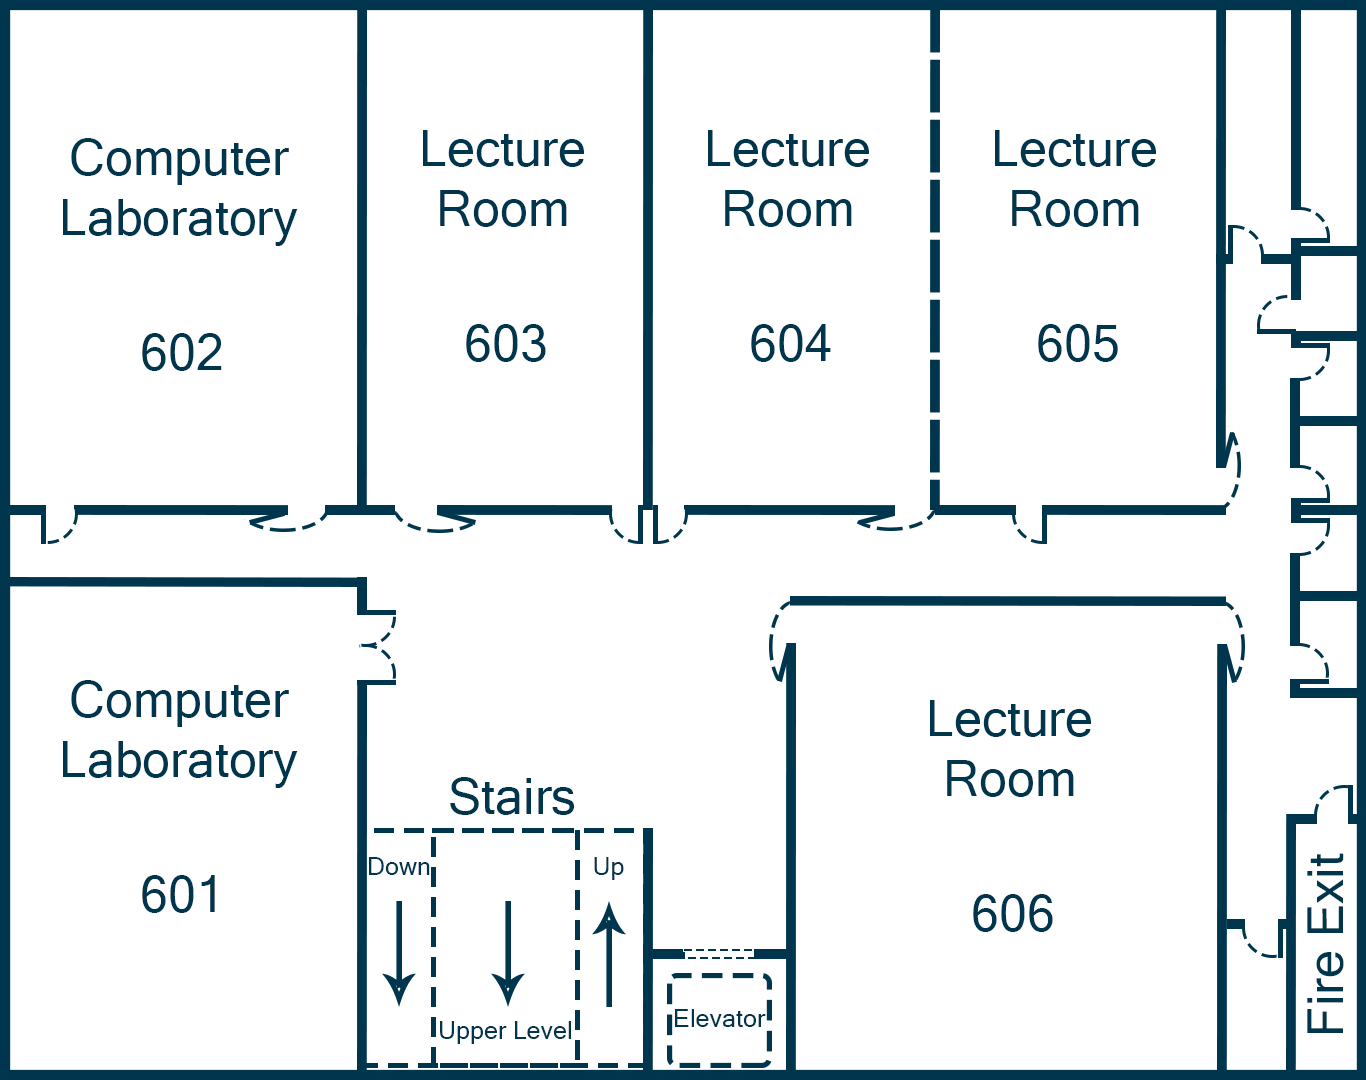 Computer
Laboratory
602
Lecture
Room
603
Lecture
Room
604
Lecture
Room
605
Computer
Laboratory
601
Stairs
Down
Up
Upper Level
Elevator
Lecture
Room
606
Fire Exit